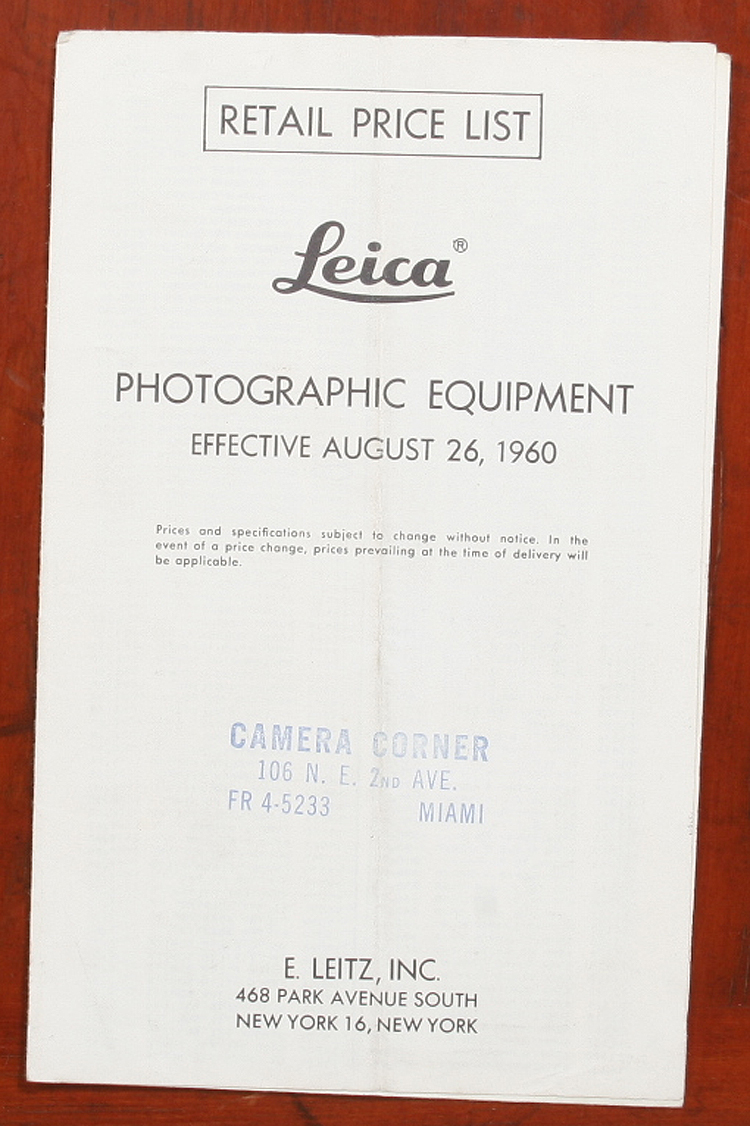 RETAIL PRICE LIST
Leica®
PHOTOGRAPHIC EQUIPMENT
EFFECTIVE AUGUST 26, 1960
Prices and specifications subject to change without notice. In the
event of a price change, prices prevailing at the time of delivery will
be applicable.
CAMERA CORNER
106 N. E. 2ND AVE.
FR 4-5233 MIAMI
E. LEITZ, INC.
468 PARK AVENUE SOUTH
NEW YORK 16, NEW YORK